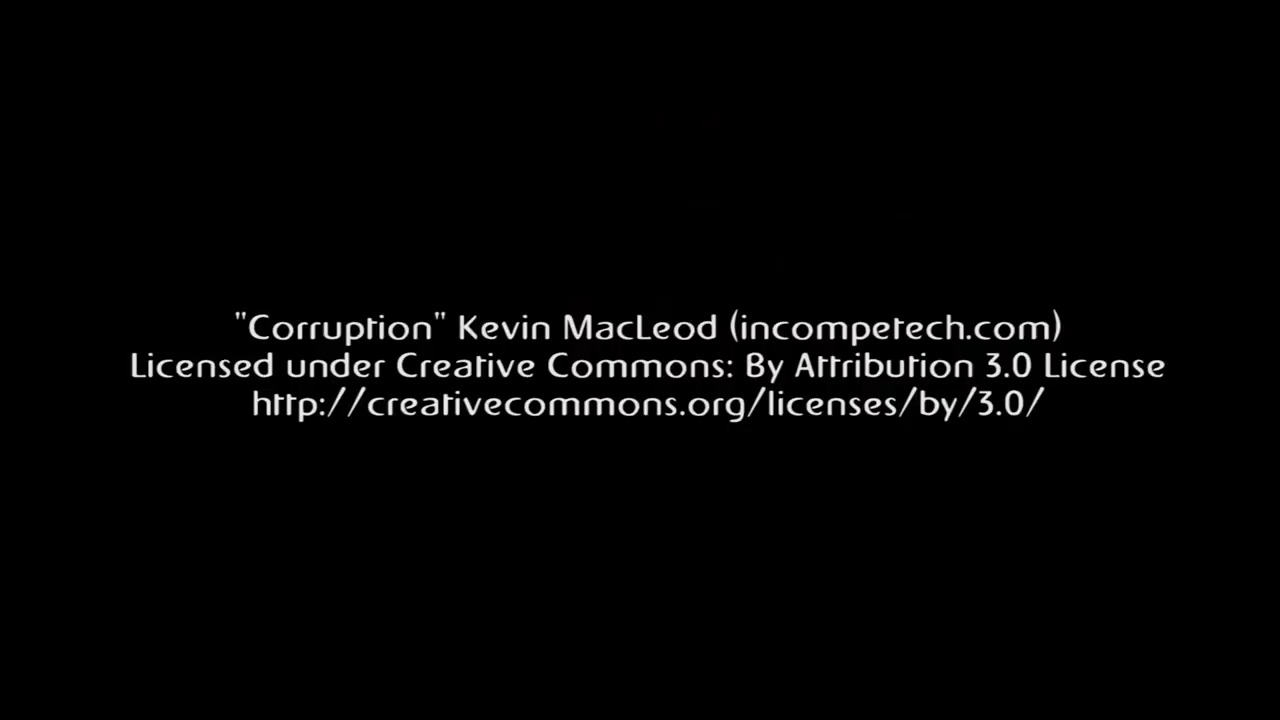 "Corruption" Kevin MacLeod (incompetech.com)
Licensed under Creative Commons: By Attribution 3.0 License
http://creativecommons.org/licenses/by/3.0/